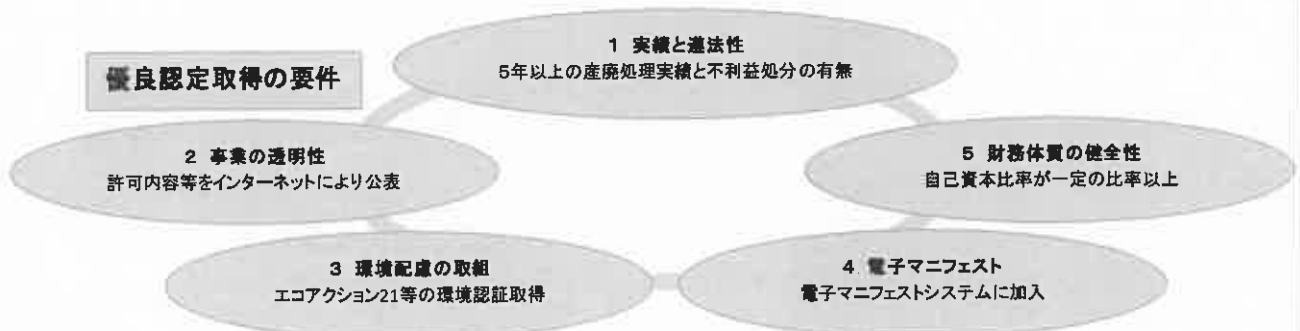 優良認定取得の要件
1 実績と遵法性
5年以上の産廃処理実績と不利益処分の有無
2 事業の透明性
許可内容等をインターネットにより公表
3 環境配慮の取組
エコアクション21等の環境認証取得
4 電子マニフェスト
電子マニフェストシステムに加入
5 財務体質の健全性
自己資本比率が一定の比率以上